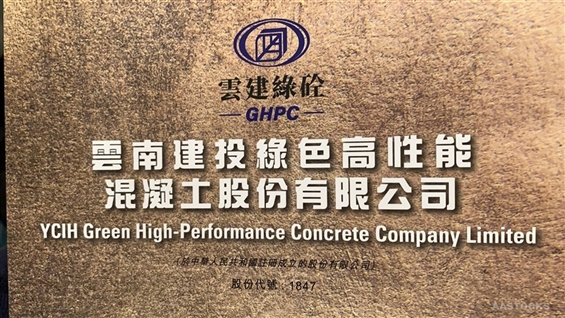 雲建綠砼
GHPC
雲南建投綠色高性能
混凝土股份有限公司
YCIH Green High-Performance Concrete Company Limited
(於中華人民共和國註冊成立的股份有限公司)
股份代號：1847
AASTOCKS